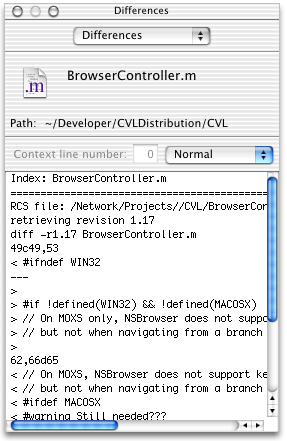 Differences
Differences
.m
BrowserController.m
Path: ~/Developer/CVLDistribution/CVL
Context line number: 0 Normal
Index: BrowserController.m
===================================
RCS file: /Network/Projects//CVL/BrowserCor
retrieving revision 1.17
diff -r1.17 BrowserController.m
49c49,53
< #ifndef WIN32
---
>
> #if !defined(WIN32) && !defined(MACOSX)
> // On MOXS only, NSBrowser does not suppo
> // but not when navigating from a branch
>
62,66d65
< // On MOXS, NSBrowser does not support ke
< // but not when navigating from a branch
< #ifdef MACOSX
< #warning Still needed???